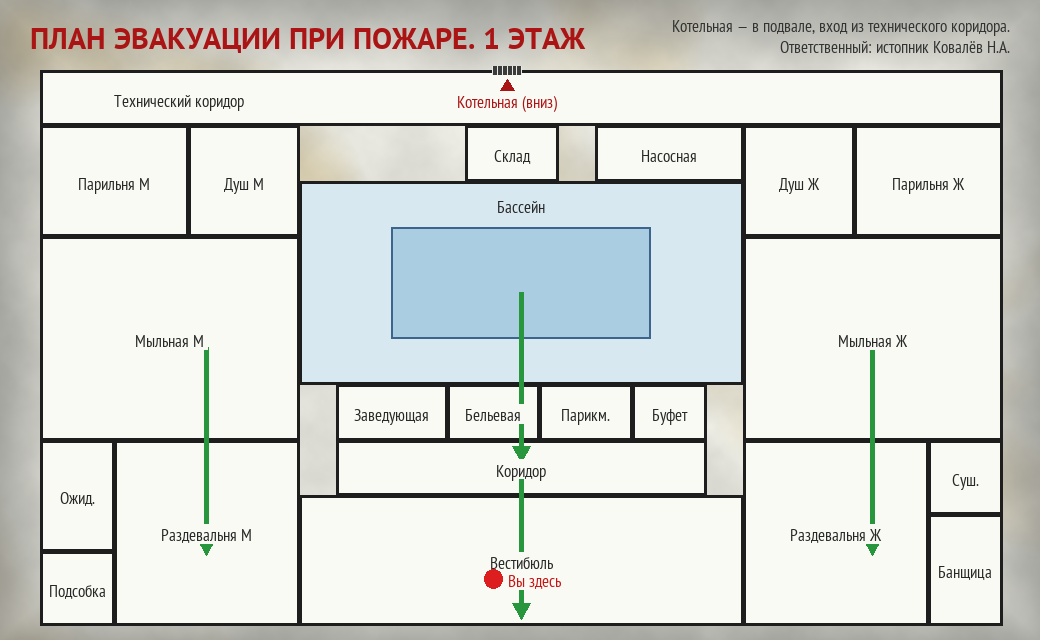 ПЛАН ЭВАКУАЦИИ ПРИ ПОЖАРЕ. 1 ЭТАЖ
Котельная — в подвале, вход из технического коридора.
Ответственный: истопник Ковалёв Н.А.
Технический коридор
Котельная (вниз)
Парильня М
Душ М
Склад
Насосная
Душ Ж
Парильня Ж
Бассейн
Мыльная М
Мыльная Ж
Заведующая
Бельевая
Парикм.
Буфет
Коридор
Ожид.
Раздевальня М
Раздевальня Ж
Суш.
Вестибюль
Вы здесь
Подсобка
Банщица